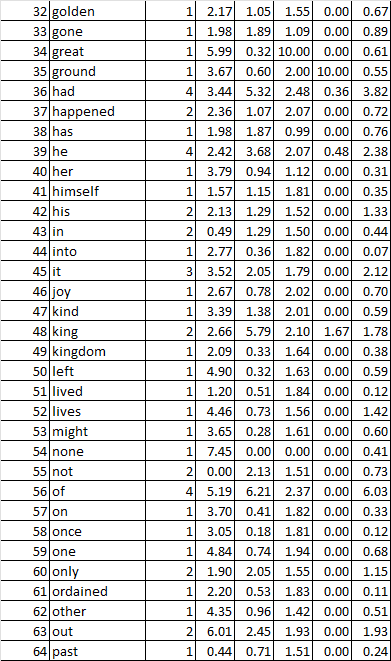 32 golden 1 2.17 1.05 1.55 0.00 0.67
33 gone 1 1.98 1.89 1.09 0.00 0.89
34 great 1 5.99 0.32 10.00 0.00 0.61
35 ground 1 3.67 0.60 2.00 10.00 0.55
36 had 4 3.44 5.32 2.48 0.36 3.82
37 happened 2 2.36 1.07 2.07 0.00 0.72
38 has 1 1.98 1.87 0.99 0.00 0.76
39 he 4 2.42 3.68 2.07 0.48 2.38
40 her 1 3.79 0.94 1.12 0.00 0.31
41 himself 1 1.57 1.15 1.81 0.00 0.35
42 his 2 2.13 1.29 1.52 0.00 1.33
43 in 2 0.49 1.29 1.50 0.00 0.44
44 into 1 2.77 0.36 1.82 0.00 0.07
45 it 3 3.52 2.05 1.79 0.00 2.12
46 joy 1 2.67 0.78 2.02 0.00 0.70
47 kind 1 3.39 1.38 2.01 0.00 0.59
48 king 2 2.66 5.79 2.10 1.67 1.78
49 kingdom 1 2.09 0.33 1.64 0.00 0.38
50 left 1 4.90 0.32 1.63 0.00 0.59
51 lived 1 1.20 0.51 1.84 0.00 0.12
52 lives 1 4.46 0.73 1.56 0.00 1.42
53 might 1 3.65 0.28 1.61 0.00 0.60
54 none 1 7.45 0.00 0.00 0.00 0.41
55 not 2 0.00 2.13 1.51 0.00 0.73
56 of 4 5.19 6.21 2.37 0.00 6.03
57 on 1 3.70 0.41 1.82 0.00 0.33
58 once 1 3.05 0.18 1.81 0.00 0.12
59 one 1 4.84 0.74 1.94 0.00 0.68
60 only 2 1.90 2.05 1.55 0.00 1.15
61 ordained 1 2.20 0.53 1.83 0.00 0.11
62 other 1 4.35 0.96 1.42 0.00 0.51
63 out 2 6.01 2.45 1.93 0.00 1.93
64 past 1 0.44 0.71 1.51 0.00 0.24